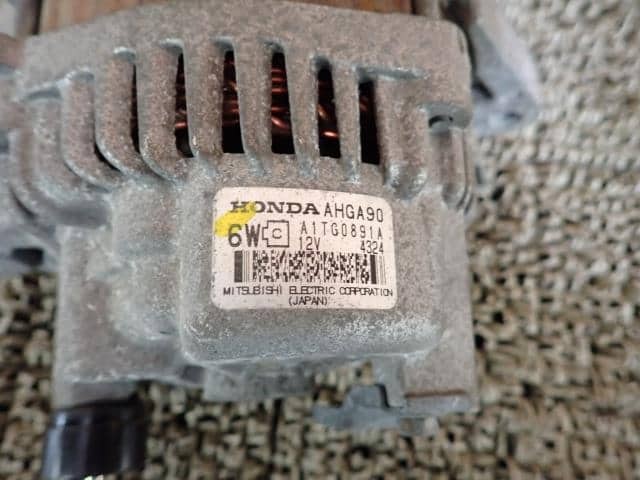 HONDA AHGA90
6W C A1TG0891A
12V 4324
MITSUBISHI ELECTRIC CORPORATION
(JAPAN)